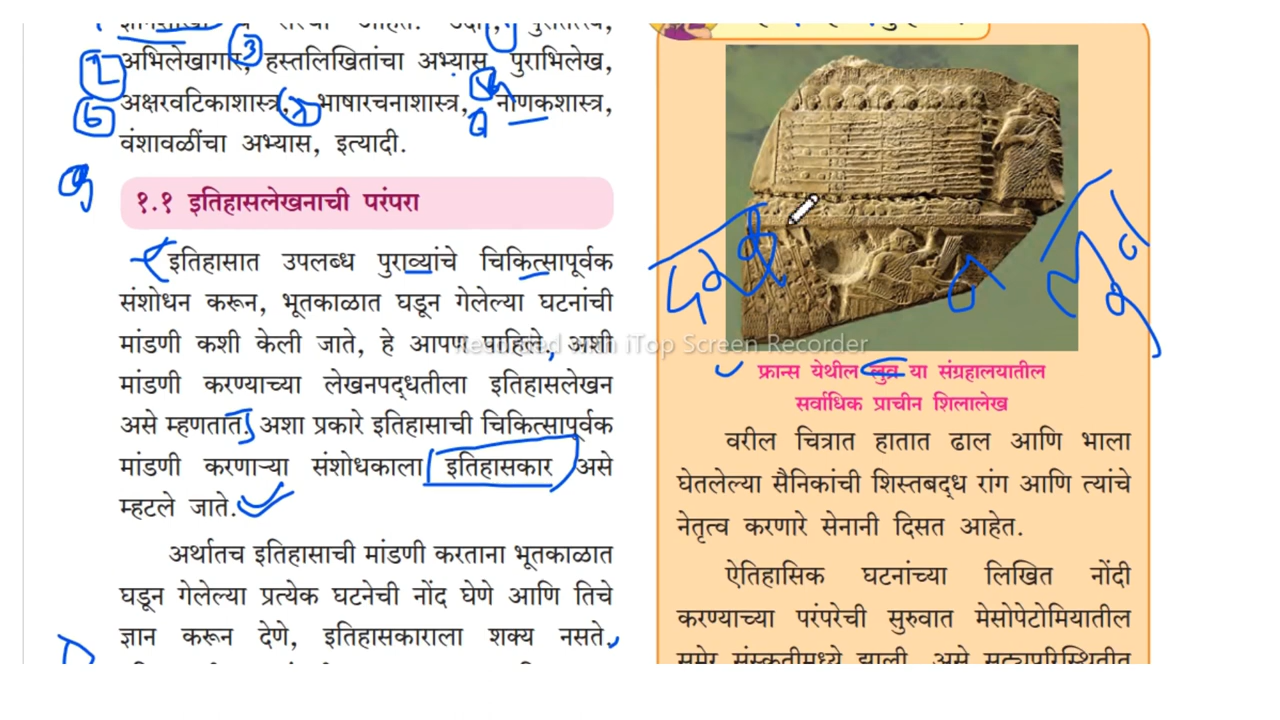 अभिलेखागार, हस्तलिखितांचा अभ्यास, पुराभिलेख,
अक्षरवटिकाशास्त्र, भाषारचनाशास्त्र, नाणकशास्त्र,
वंशावळींचा अभ्यास, इत्यादी.
१.१ इतिहासलेखनाची परंपरा
इतिहासात उपलब्ध पुराव्यांचे चिकित्सापूर्वक
संशोधन करून, भूतकाळात घडून गेलेल्या घटनांची
मांडणी कशी केली जाते, हे आपण पाहिले, अशी
मांडणी करण्याच्या लेखनपद्धतीला इतिहासलेखन
असे म्हणतात. अशा प्रकारे इतिहासाची चिकित्सापूर्वक
मांडणी करणाऱ्या संशोधकाला इतिहासकार असे
म्हटले जाते.
अर्थातच इतिहासाची मांडणी करताना भूतकाळात
घडून गेलेल्या प्रत्येक घटनेची नोंद घेणे आणि तिचे
ज्ञान करून देणे, इतिहासकाराला शक्य नसते.
Recorded with iTop Screen Recorder
फ्रान्स येथील लुव्र या संग्रहालयातील
सर्वाधिक प्राचीन शिलालेख
वरील चित्रात हातात ढाल आणि भाला
घेतलेल्या सैनिकांची शिस्तबद्ध रांग आणि त्यांचे
नेतृत्व करणारे सेनानी दिसत आहेत.
ऐतिहासिक घटनांच्या लिखित नोंदी
करण्याच्या परंपरेची सुरुवात मेसोपेटोमियातील
सुमेर संस्कृतीमध्ये झाली, असे सद्यपरिस्थितीत